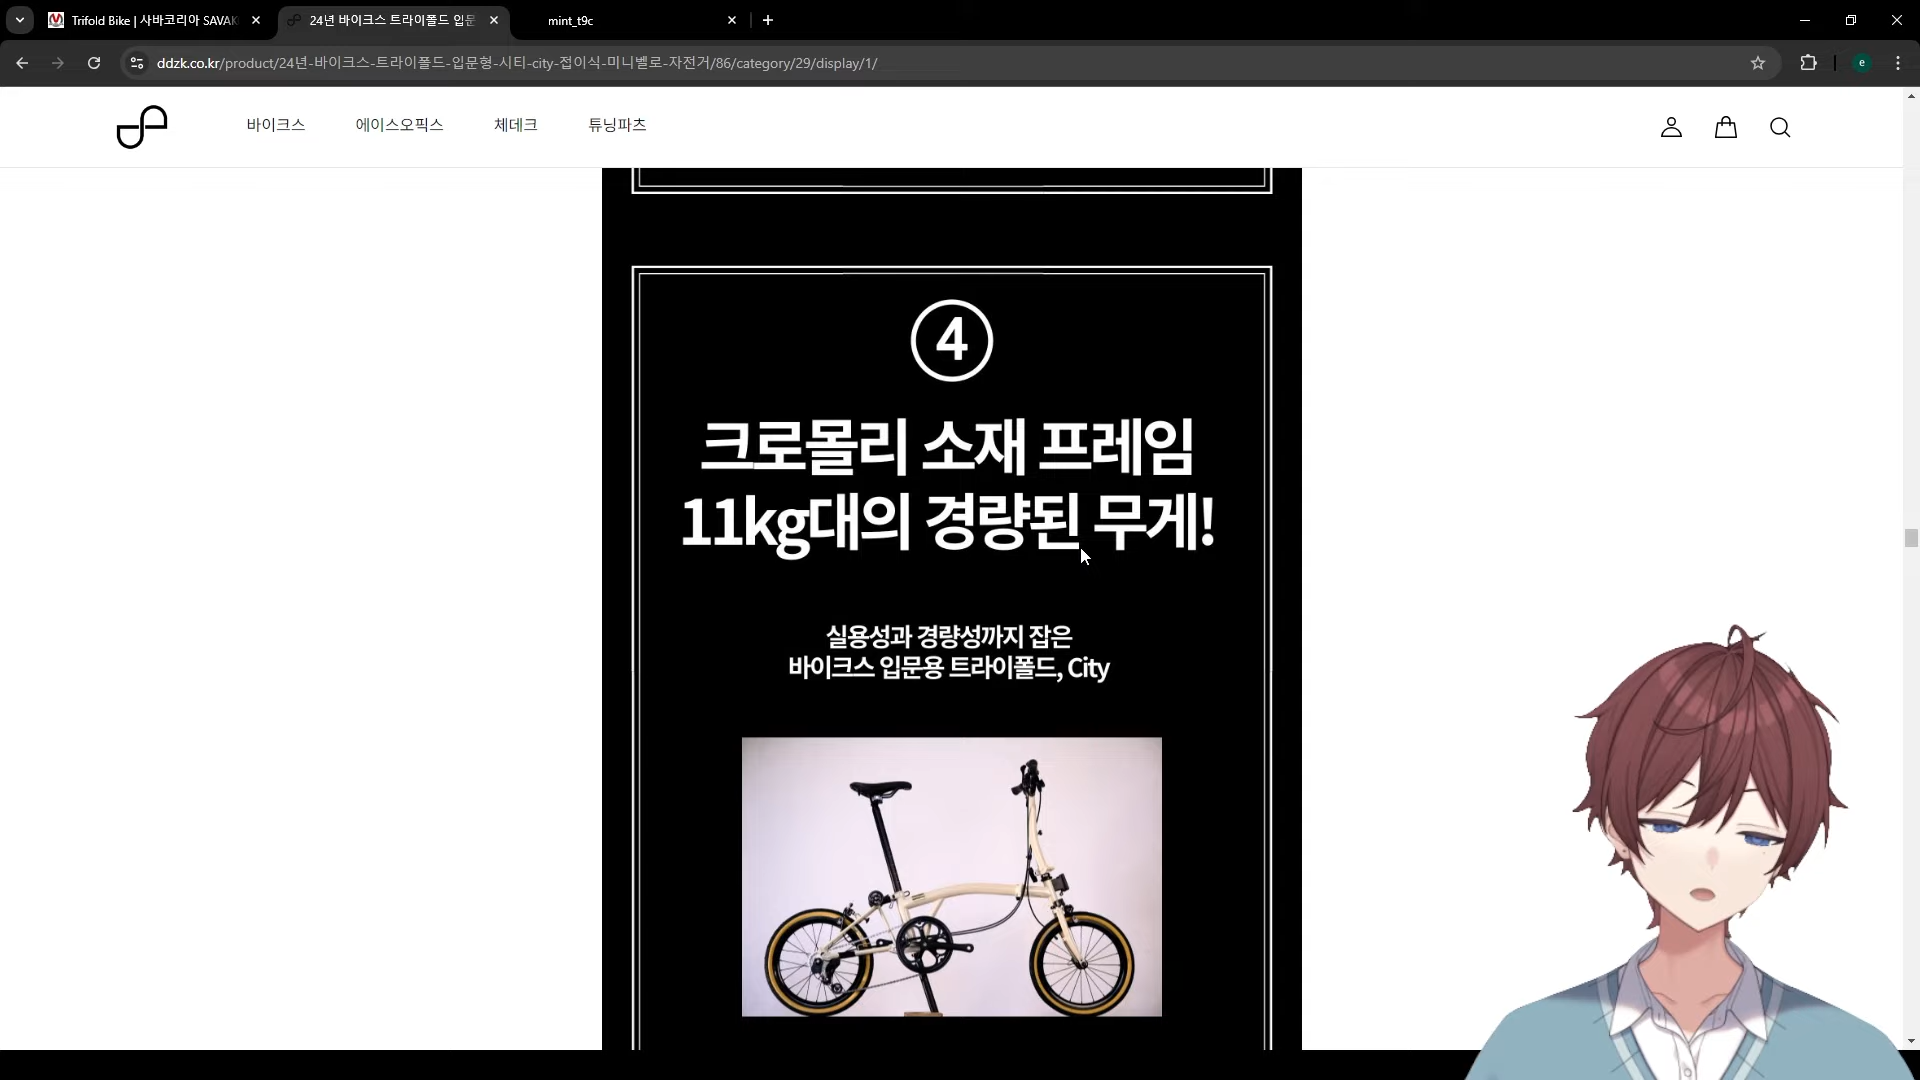 Trifold Bike | 사바코리아 SAVAK
24년 바이크스 트라이폴드 입문
mint_t9c
ddzk.co.kr/product/24년-바이크스-트라이폴드-입문형-시티-city-접이식-미니벨로-자전거/86/category/29/display/1/
e
바이크스
에이스오픽스
체데크
튜닝파츠
4
크로몰리 소재 프레임
11kg대의 경량된 무게!
실용성과 경량성까지 잡은
바이크스 입문용 트라이폴드, City